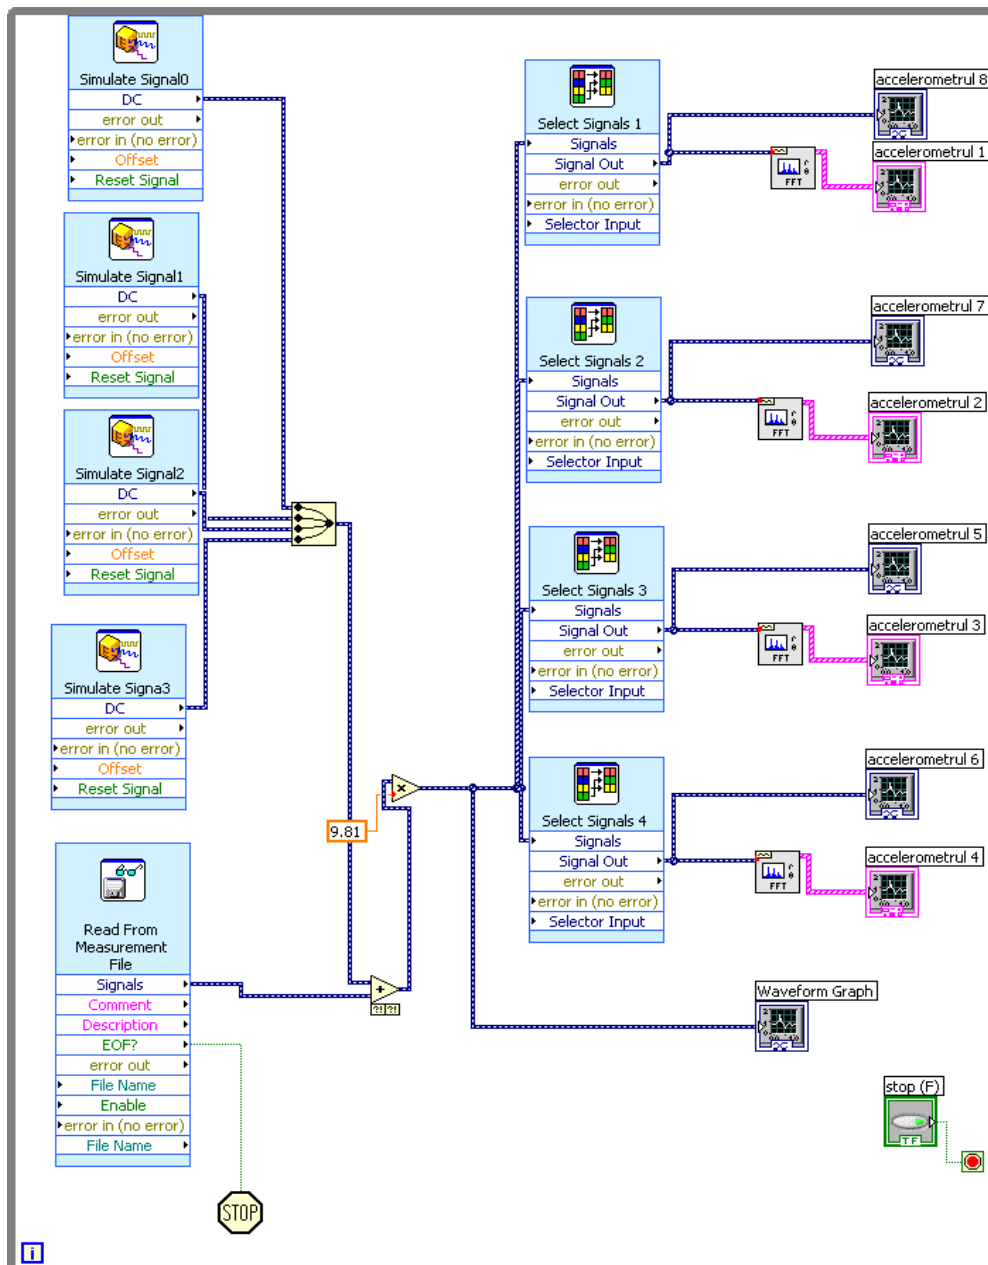 Simulate Signal0
DC
error out
error in (no error)
Offset
Reset Signal
Simulate Signal1
DC
error out
error in (no error)
Offset
Reset Signal
Simulate Signal2
DC
error out
error in (no error)
Offset
Reset Signal
Simulate Signa3
DC
error out
error in (no error)
Offset
Reset Signal
Read From
Measurement
File
Signals
Comment
Description
EOF?
error out
File Name
Enable
error in (no error)
File Name
STOP
i
9.81
×
+
?! ?!
Select Signals 1
Signals
Signal Out
error out
error in (no error)
Selector Input
Select Signals 2
Signals
Signal Out
error out
error in (no error)
Selector Input
Select Signals 3
Signals
Signal Out
error out
error in (no error)
Selector Input
Select Signals 4
Signals
Signal Out
error out
error in (no error)
Selector Input
accelerometrul 8
FFT
accelerometrul 1
accelerometrul 7
FFT
accelerometrul 2
accelerometrul 5
FFT
accelerometrul 3
accelerometrul 6
FFT
accelerometrul 4
Waveform Graph
stop (F)
TF